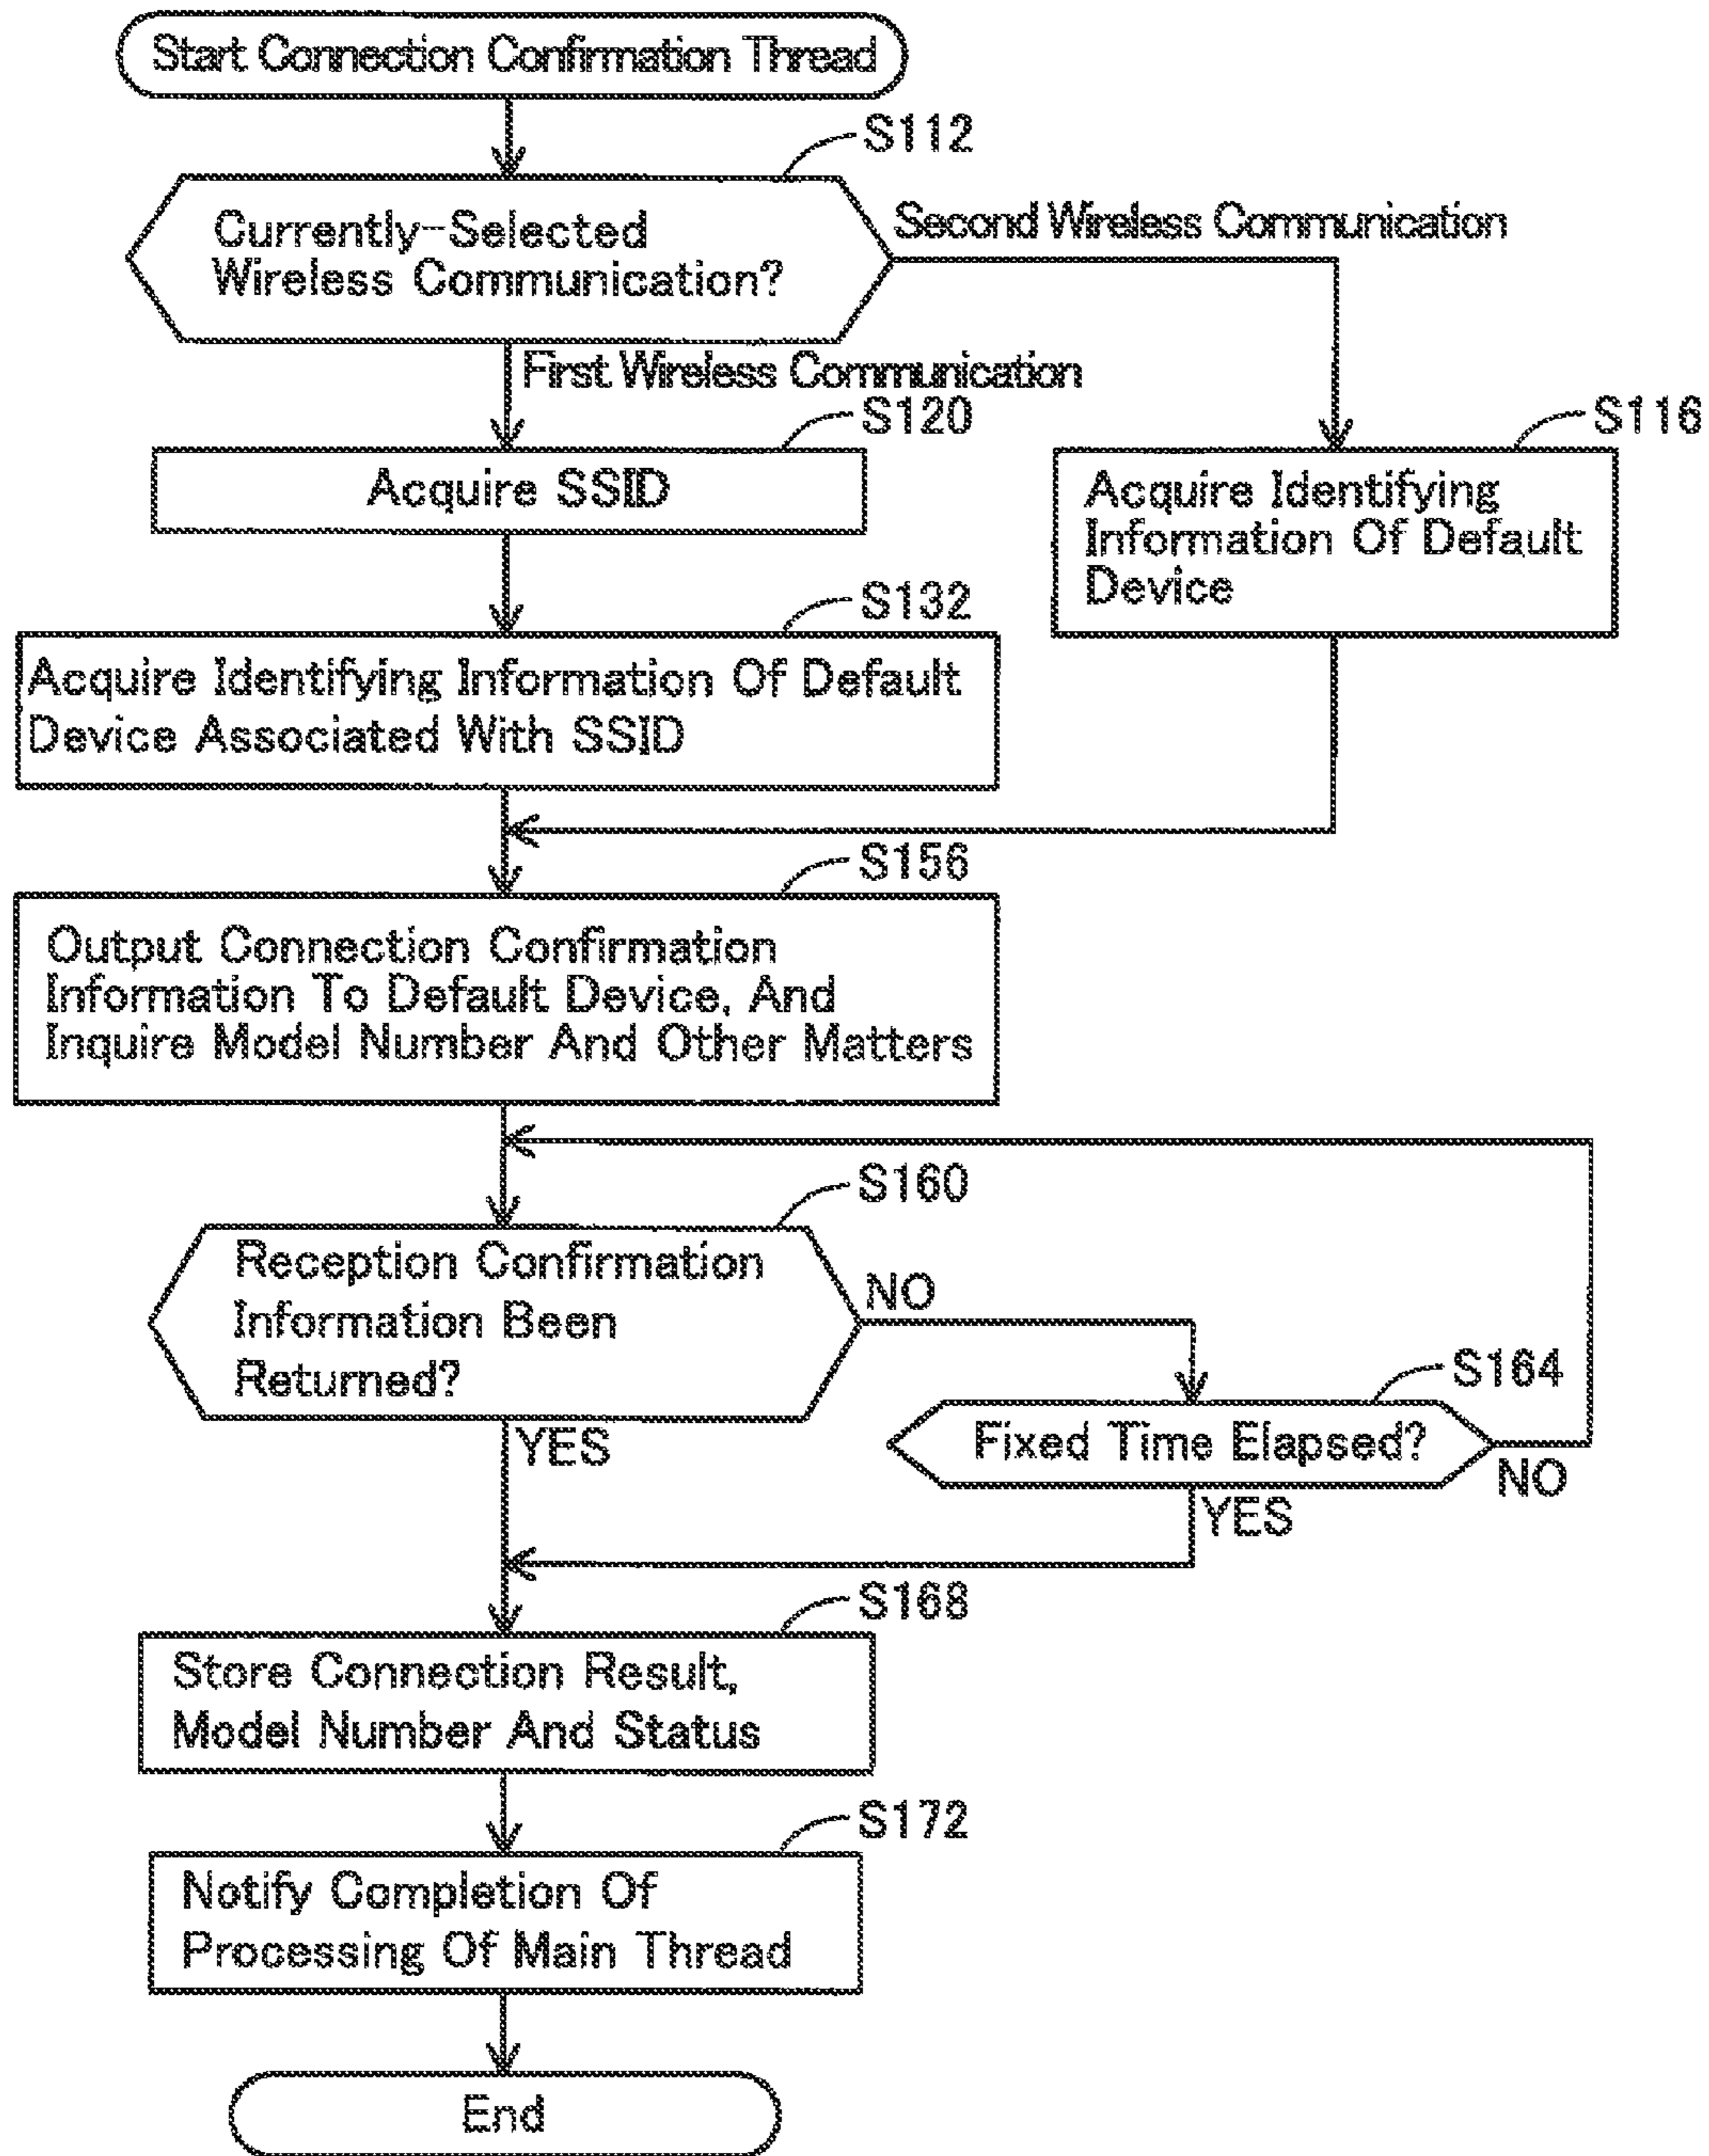 Start Connection Confirmation Thread
S112
Currently-Selected
Wireless Communication?
Second Wireless Communication
First Wireless Communication
S120
Acquire SSID
S116
Acquire Identifying
Information Of Default
Device
S132
Acquire Identifying Information Of Default
Device Associated With SSID
S156
Output Connection Confirmation
Information To Default Device, And
Inquire Model Number And Other Matters
S160
Reception Confirmation
Information Been
Returned?
NO
YES
S164
Fixed Time Elapsed?
NO
YES
S168
Store Connection Result,
Model Number And Status
S172
Notify Completion Of
Processing Of Main Thread
End